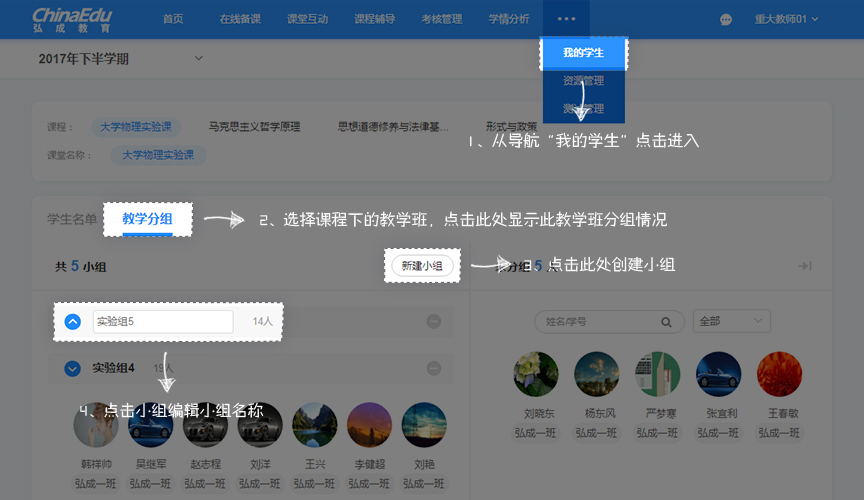 ChinaEdu
弘成教育
首页 在线备课 课堂互动 课程辅导 考核管理 学情分析 ••• 重大教师01
2017年下半学期
我的学生
资源管理
管理
课程： 大学物理实验课 马克思主义哲学原理 思想道德修养与法律基... 形式与政策
1、从导航“我的学生”点击进入
课堂名称： 大学物理实验课
学生名单 教学分组
2、选择课程下的教学班，点击此处显示此教学班分组情况
共 5 小组 新建小组 分组 5
3、点击此处创建小组
实验组5 14人
姓名/学号 全部
实验组4 19人
4、点击小组编辑小组名称
刘晓东 杨东风 严梦寒 张宜利 王春敏
弘成一班 弘成一班 弘成一班 弘成一班 弘成一班
韩祥帅 吴继军 赵志程 刘洋 王兴 李健超 刘艳
弘成一班 弘成一班 弘成一班 弘成一班 弘成一班 弘成一班 弘成一班